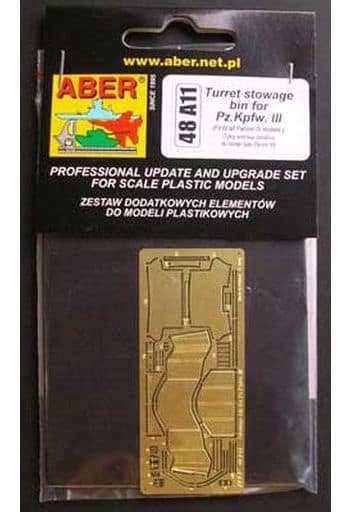 www.aber.net.pl
ABER
SINCE 1995
48 A11
Turret stowage
bin for
Pz.Kpfw. III
PROFESSIONAL UPDATE AND UPGRADE SET
FOR SCALE PLASTIC MODELS
ZESTAW DODATKOWYCH ELEMENTÓW
DO MODELI PLASTIKOWYCH